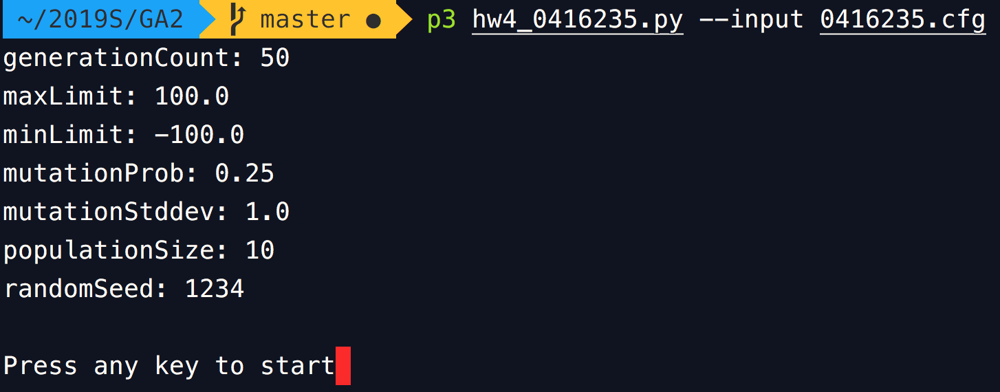 ~/2019S/GA2 master ● p3 hw4_0416235.py --input 0416235.cfg
generationCount: 50
maxLimit: 100.0
minLimit: -100.0
mutationProb: 0.25
mutationStddev: 1.0
populationSize: 10
randomSeed: 1234
Press any key to start